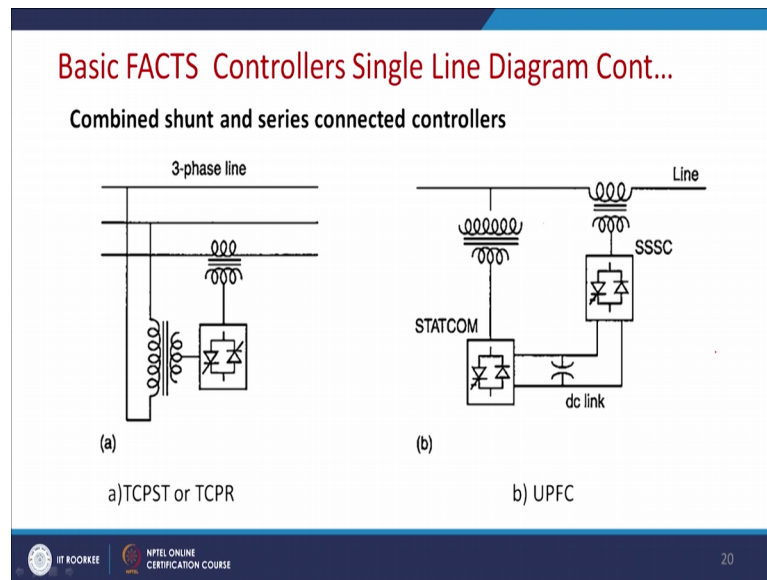 Basic FACTS Controllers Single Line Diagram Cont...
Combined shunt and series connected controllers
3-phase line
Line
SSSC
STATCOM
dc link
(a)
(b)
a)TCPST or TCPR
b) UPFC
IIT ROORKEE
NPTEL ONLINE
CERTIFICATION COURSE
20